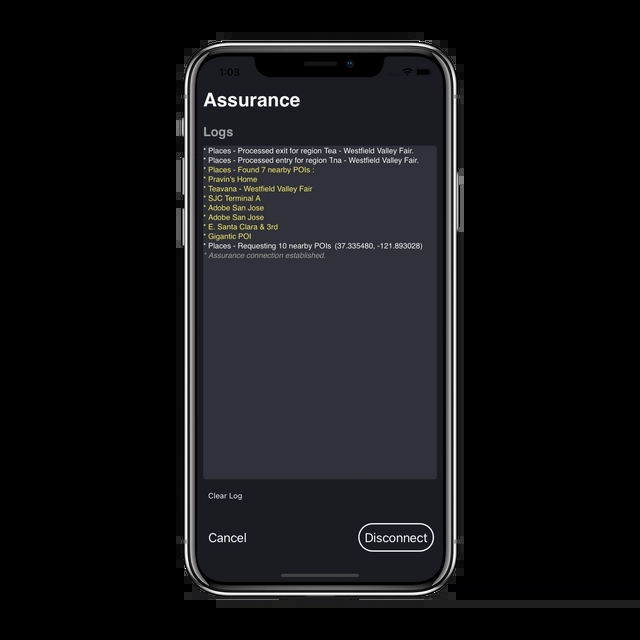 1:03
Assurance
Logs
* Places - Processed exit for region Tea - Westfield Valley Fair.
* Places - Processed entry for region Tna - Westfield Valley Fair.
* Places - Found 7 nearby POIs :
* Pravin's Home
* Teavana - Westfield Valley Fair
* SJC Terminal A
* Adobe San Jose
* Adobe San Jose
* E. Santa Clara & 3rd
* Gigantic POI
* Places - Requesting 10 nearby POIs (37.335480, -121.893028)
* Assurance connection established.
Clear Log
Cancel
Disconnect